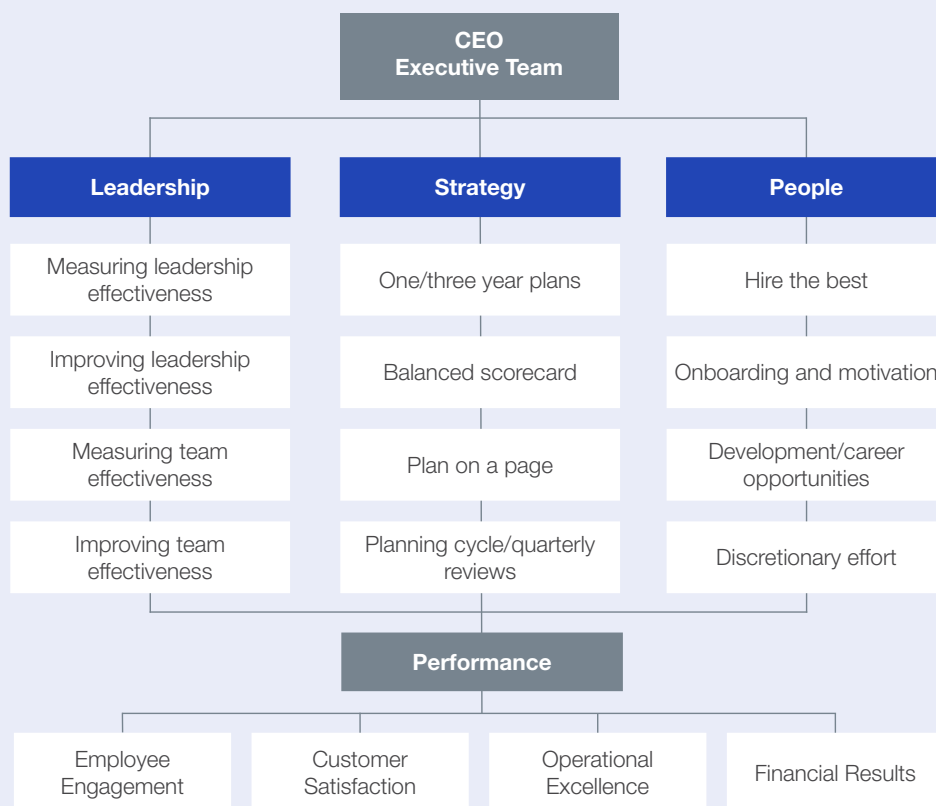 CEO
Executive Team
Leadership
Strategy
People
Measuring leadership
effectiveness
One/three year plans
Hire the best
Improving leadership
effectiveness
Balanced scorecard
Onboarding and motivation
Measuring team
effectiveness
Plan on a page
Development/career
opportunities
Improving team
effectiveness
Planning cycle/quarterly
reviews
Discretionary effort
Performance
Employee
Engagement
Customer
Satisfaction
Operational
Excellence
Financial Results